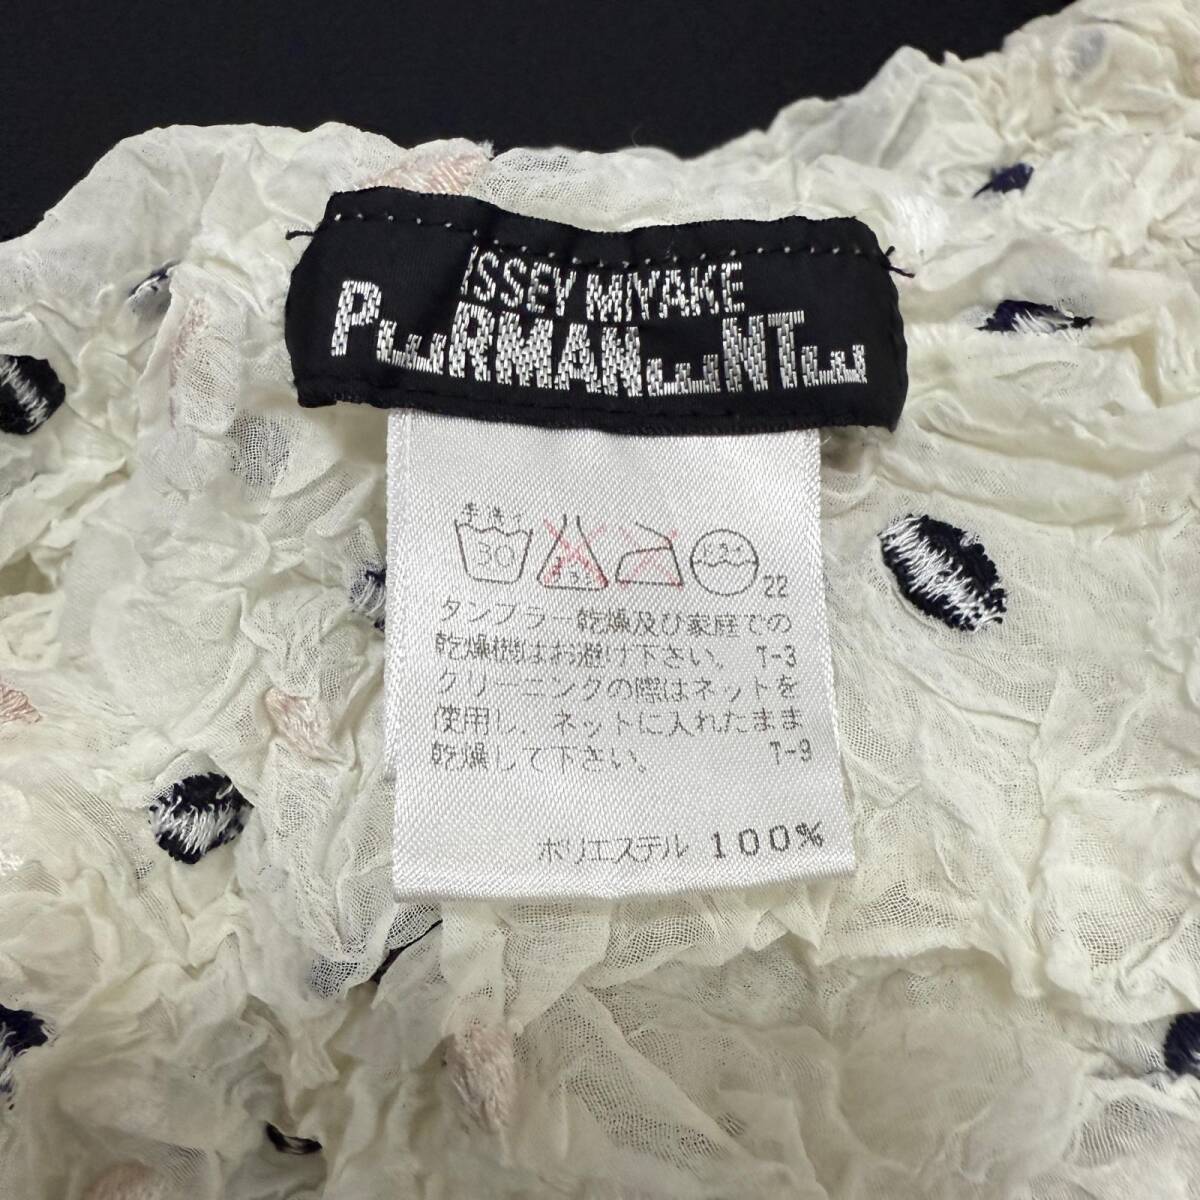 ISSEY MIYAKE
PERMANENTE
手洗い
30
22
タンブラー乾燥及び家庭での
乾燥機はお避け下さい。 T-3
クリーニングの際はネットを
使用し、ネットに入れたまま
乾燥して下さい。 T-9
ポリエステル 100%